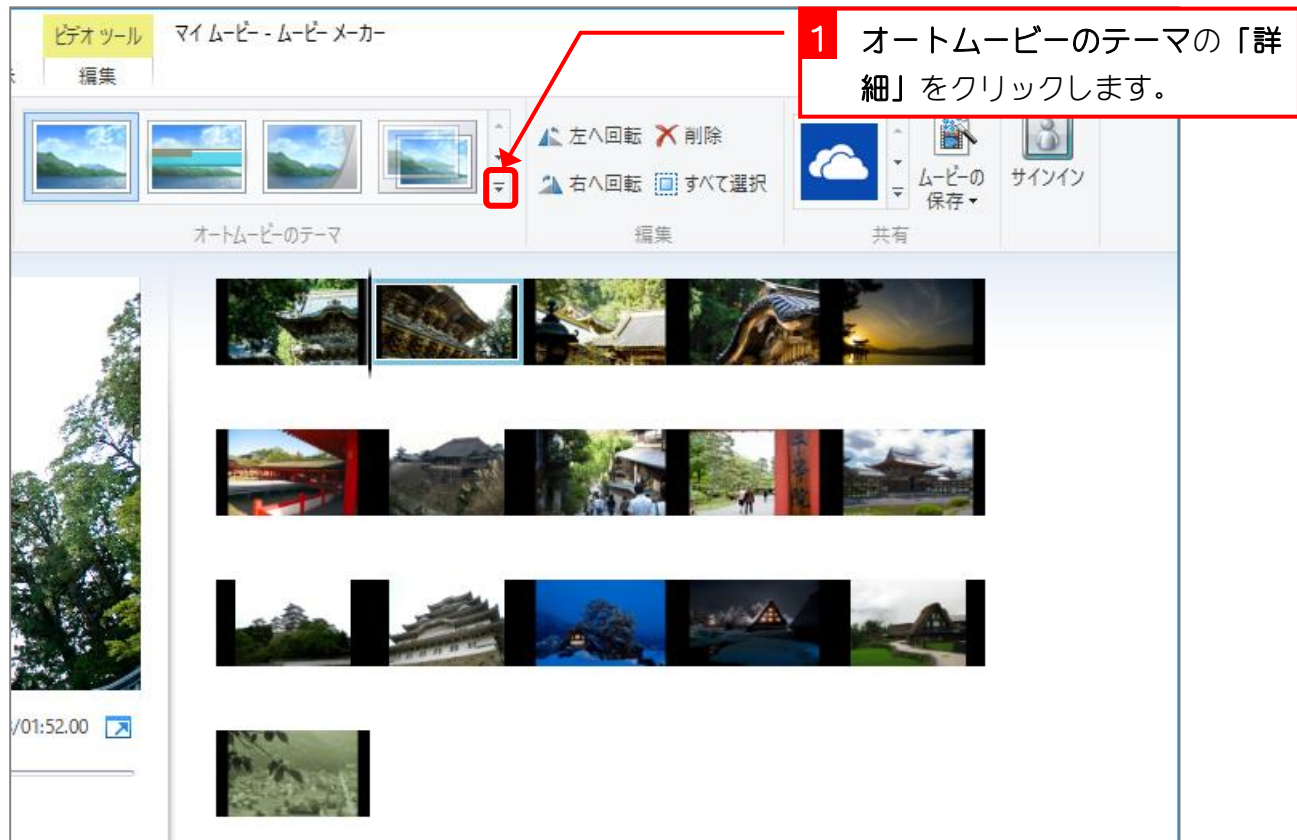 ビデオ ツール マイ ムービー - ムービー メーカー
編集
1 オートムービーのテーマの「詳
細」をクリックします。
左へ回転 削除
右へ回転 すべて選択
ムービーの
保存
サインイン
オートムービーのテーマ 編集 共有
平等院
/01:52.00